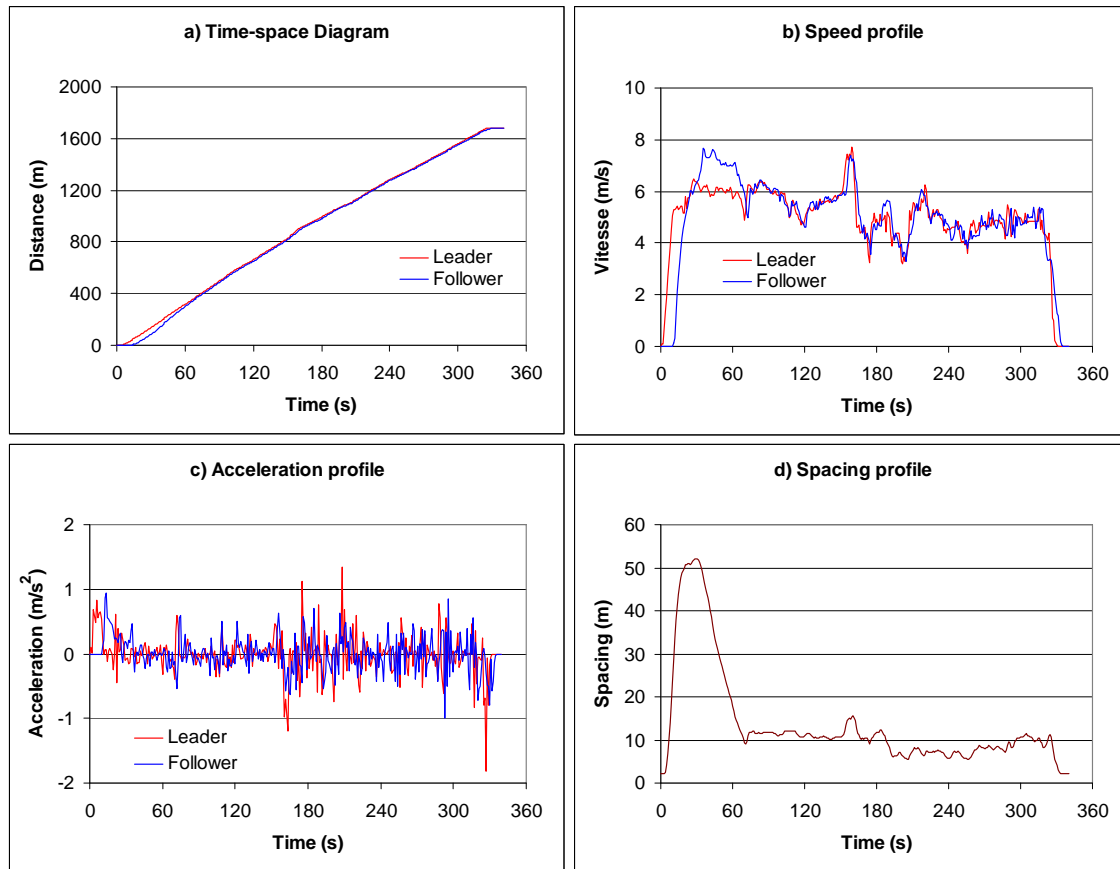 a) Time-space Diagram
2000
1600
1200
800
400
0
Distance (m)
Leader
Follower
0 60 120 180 240 300 360
Time (s)
b) Speed profile
10
8
6
4
2
0
Vitesse (m/s)
Leader
Follower
0 60 120 180 240 300 360
Time (s)
c) Acceleration profile
2
1
0
-1
-2
Acceleration (m/s²)
Leader
Follower
0 60 120 180 240 300 360
Time (s)
d) Spacing profile
60
50
40
30
20
10
0
Spacing (m)
0 60 120 180 240 300 360
Time (s)